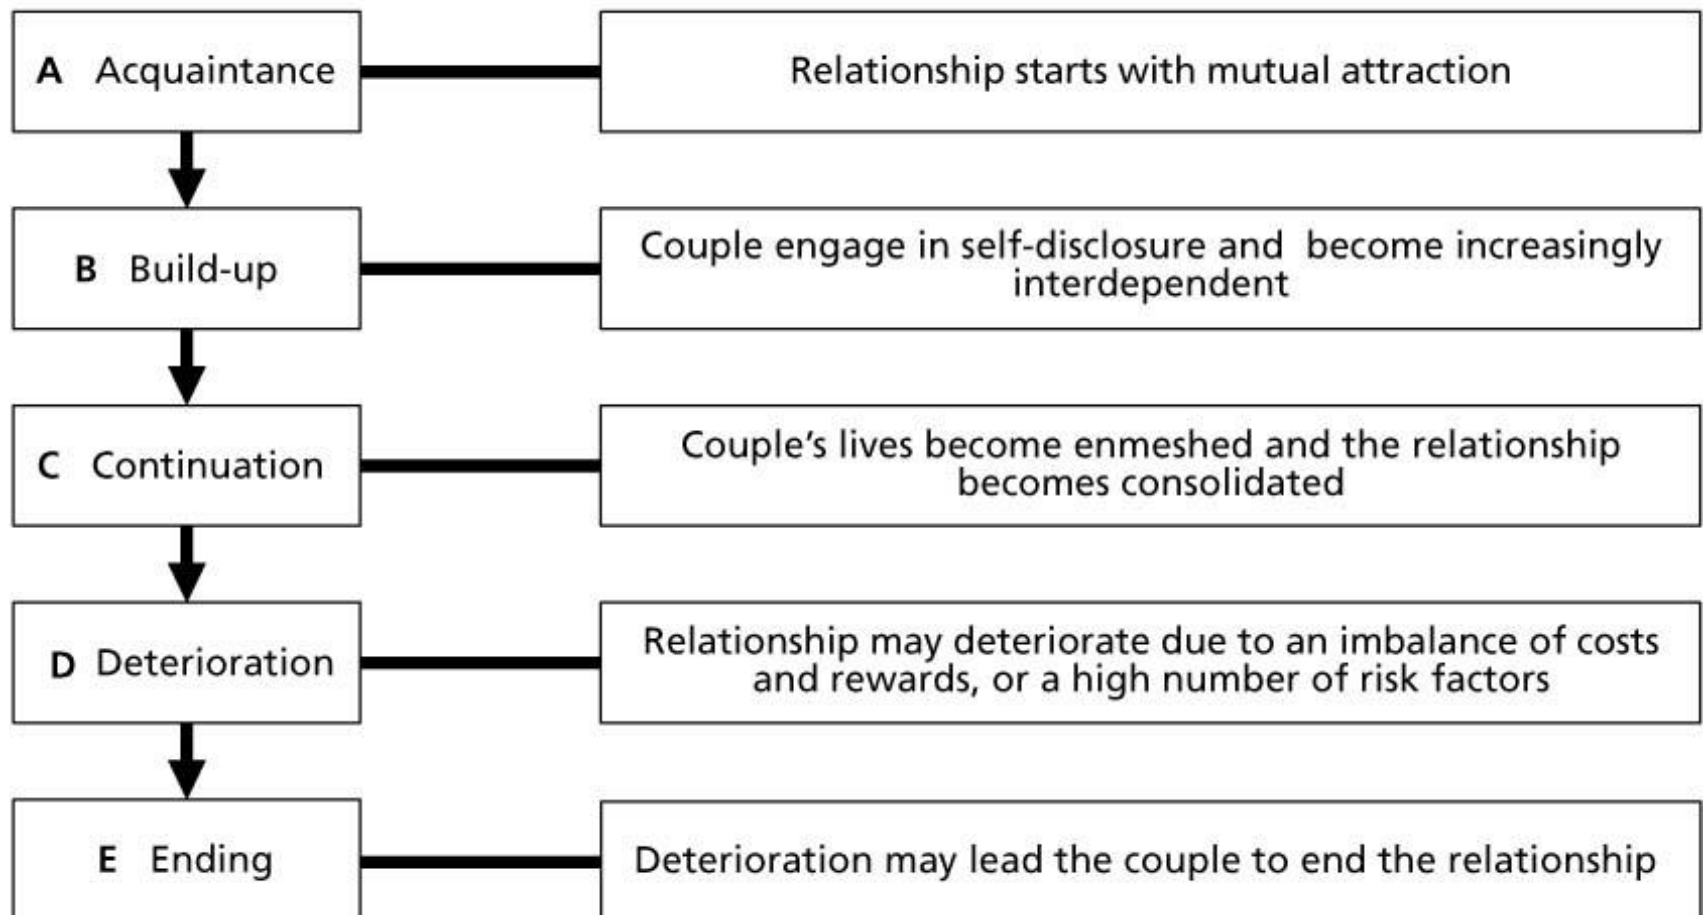 A Acquaintance
Relationship starts with mutual attraction
B Build-up
Couple engage in self-disclosure and become increasingly
interdependent
C Continuation
Couple's lives become enmeshed and the relationship
becomes consolidated
D Deterioration
Relationship may deteriorate due to an imbalance of costs
and rewards, or a high number of risk factors
E Ending
Deterioration may lead the couple to end the relationship